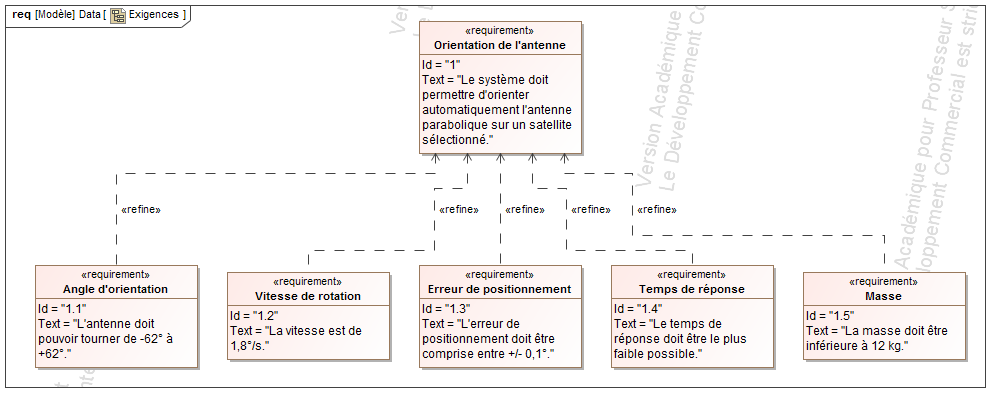 req [Modèle] Data [ Exigences ]
«requirement»
Orientation de l'antenne
Id = "1"
Text = "Le système doit
permettre d'orienter
automatiquement l'antenne
parabolique sur un satellite
sélectionné."
«refine»
«refine»
«refine»
«refine»
«refine»
«requirement»
Angle d'orientation
Id = "1.1"
Text = "L'antenne doit
pouvoir tourner de -62° à
+62°."
«requirement»
Vitesse de rotation
Id = "1.2"
Text = "La vitesse est de
1,8°/s."
«requirement»
Erreur de positionnement
Id = "1.3"
Text = "L'erreur de
positionnement doit être
comprise entre +/- 0,1°."
«requirement»
Temps de réponse
Id = "1.4"
Text = "Le temps de
réponse doit être le plus
faible possible."
«requirement»
Masse
Id = "1.5"
Text = "La masse doit être
inférieure à 12 kg."
Version Académique
Le Développement Com
Académique pour Professeur S
loppement Commercial est stri